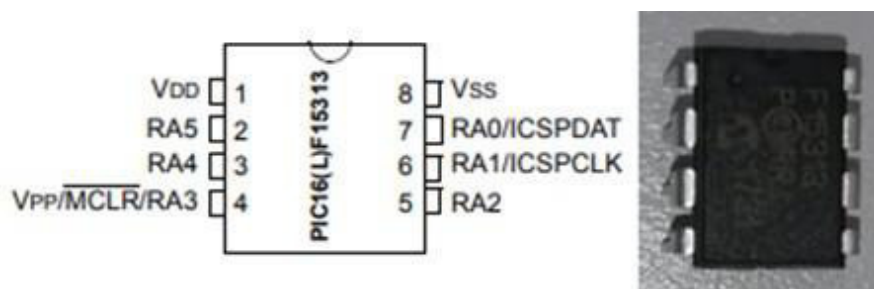 VDD 1 8 VSS
RA5 2 7 RA0/ICSPDAT
RA4 3 6 RA1/ICSPCLK
VPP/MCLR/RA3 4 5 RA2
PIC16(L)F15313
F15313